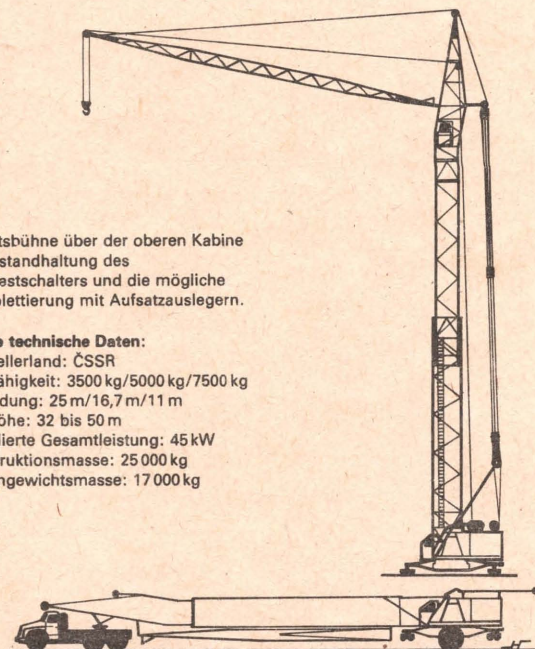 tsbühne über der oberen Kabine
standhaltung des
estschalters und die mögliche
lettierung mit Aufsatzauslegern.
technische Daten:
ellerland: ČSSR
ähigkeit: 3500 kg/5000 kg/7500 kg
dung: 25 m/16,7 m/11 m
öhe: 32 bis 50 m
lierte Gesamtleistung: 45 kW
ruktionsmasse: 25 000 kg
ngewichtsmasse: 17 000 kg